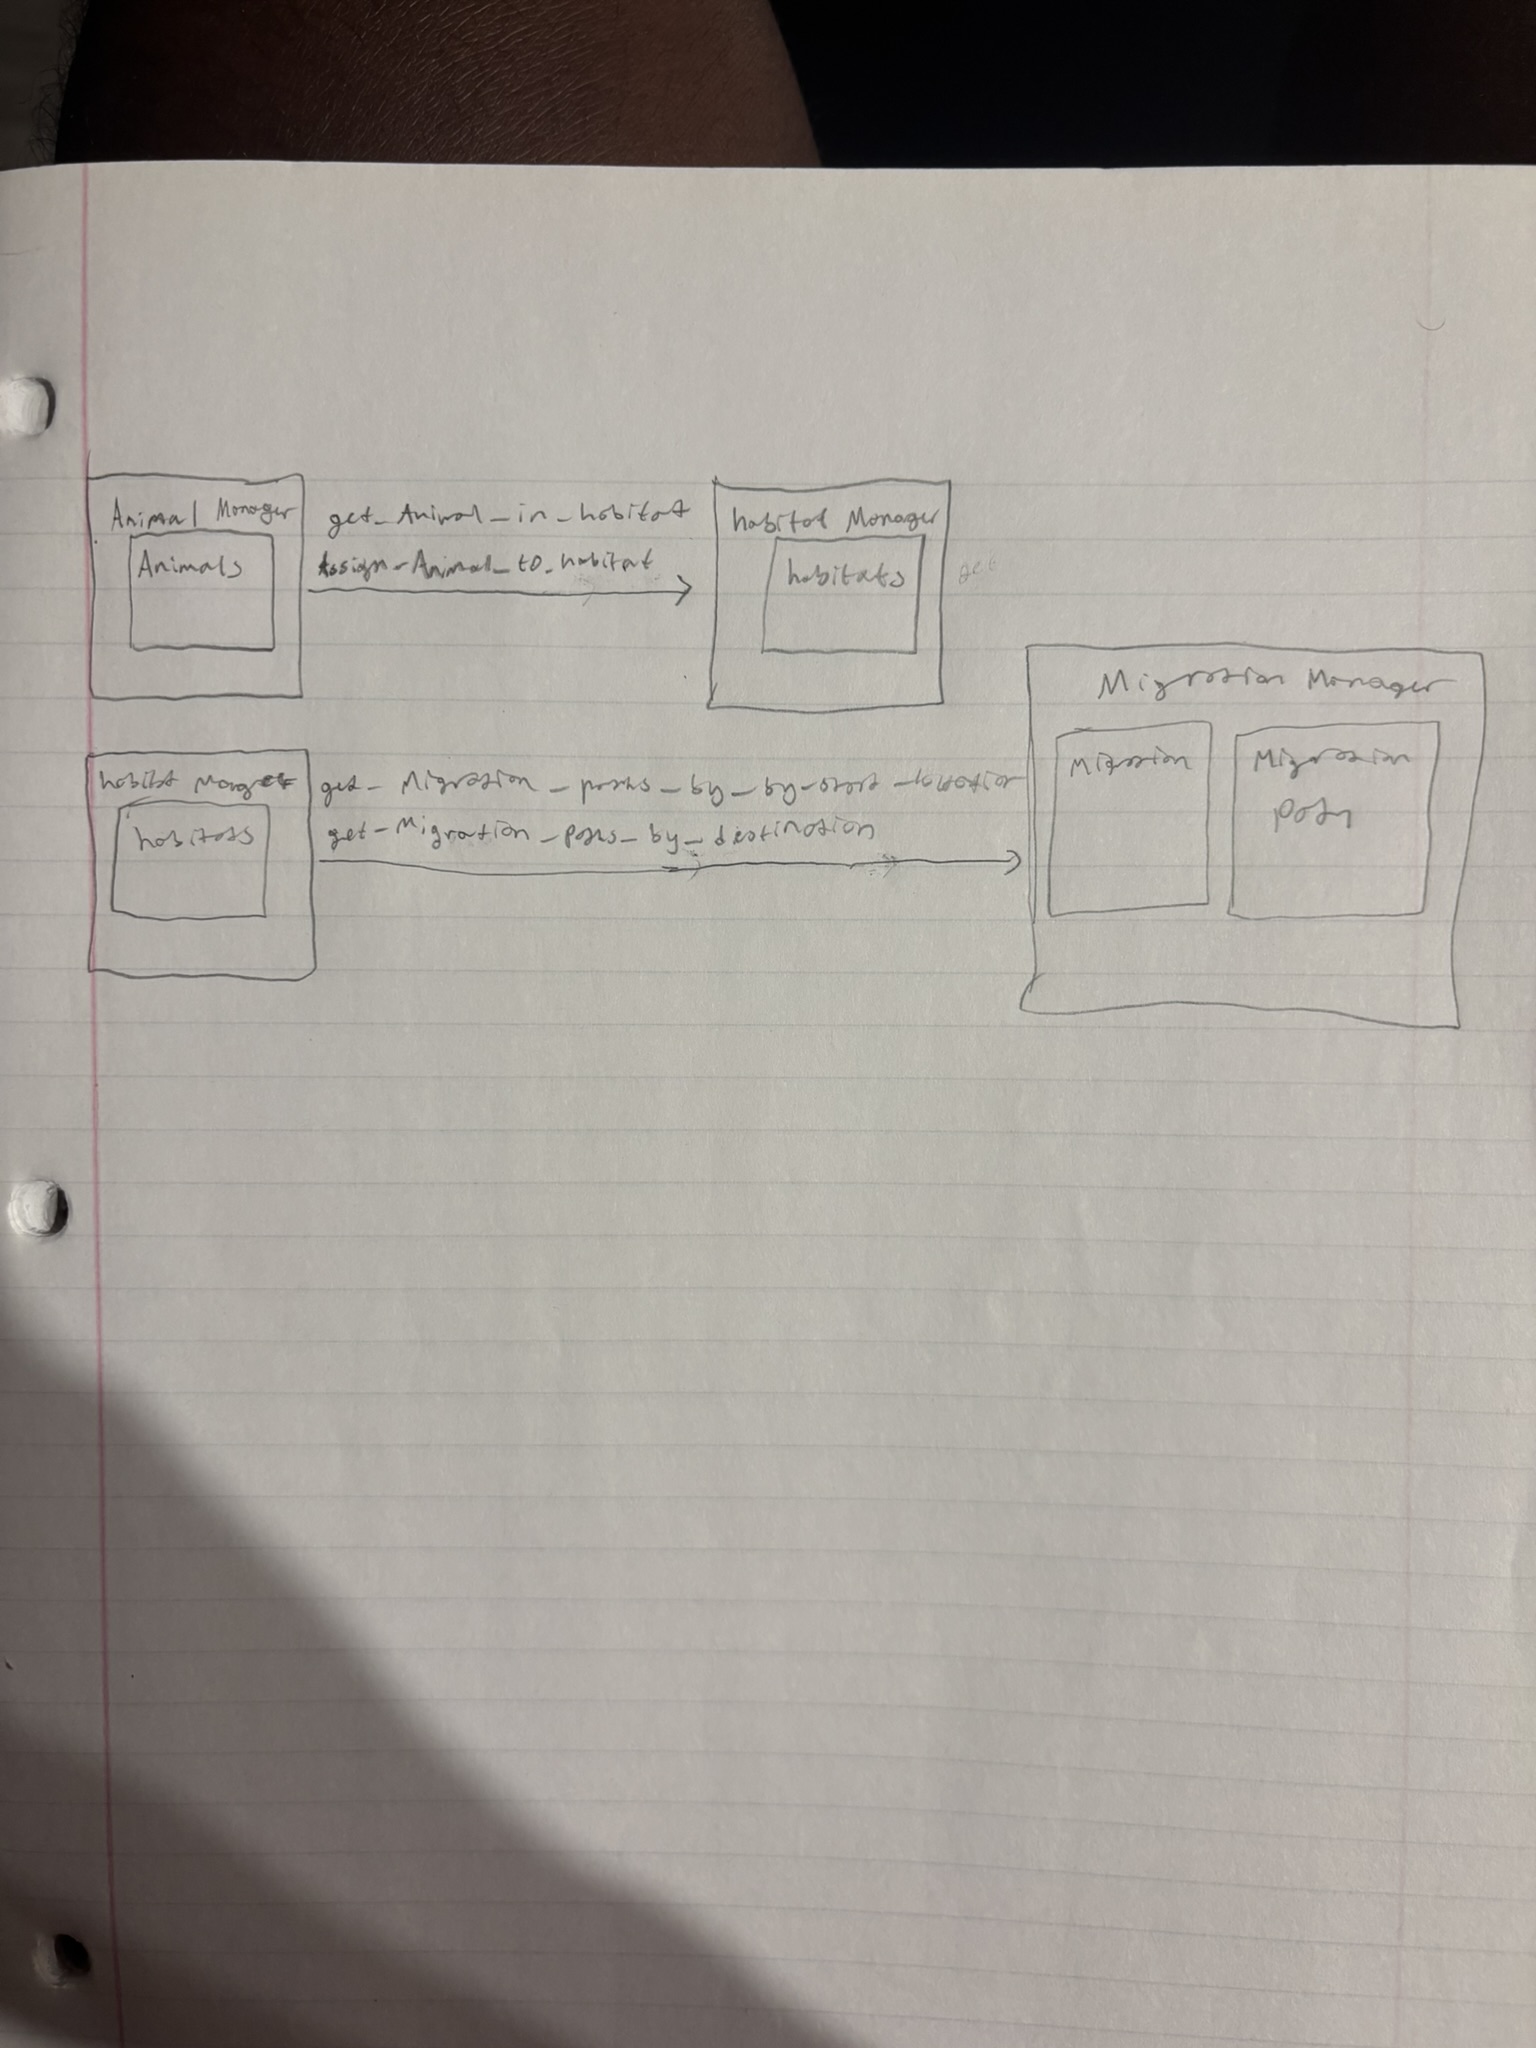 Animal Manager
Animals
get_Animal_in_habitat
Assign_Animal_to_habitat
habitat Manager
habitats
get
Migration Manager
Migration
Migration
path
habitat Manager
habitats
get_Migration_paths_by_by_start_location
get_Migration_paths_by_destination